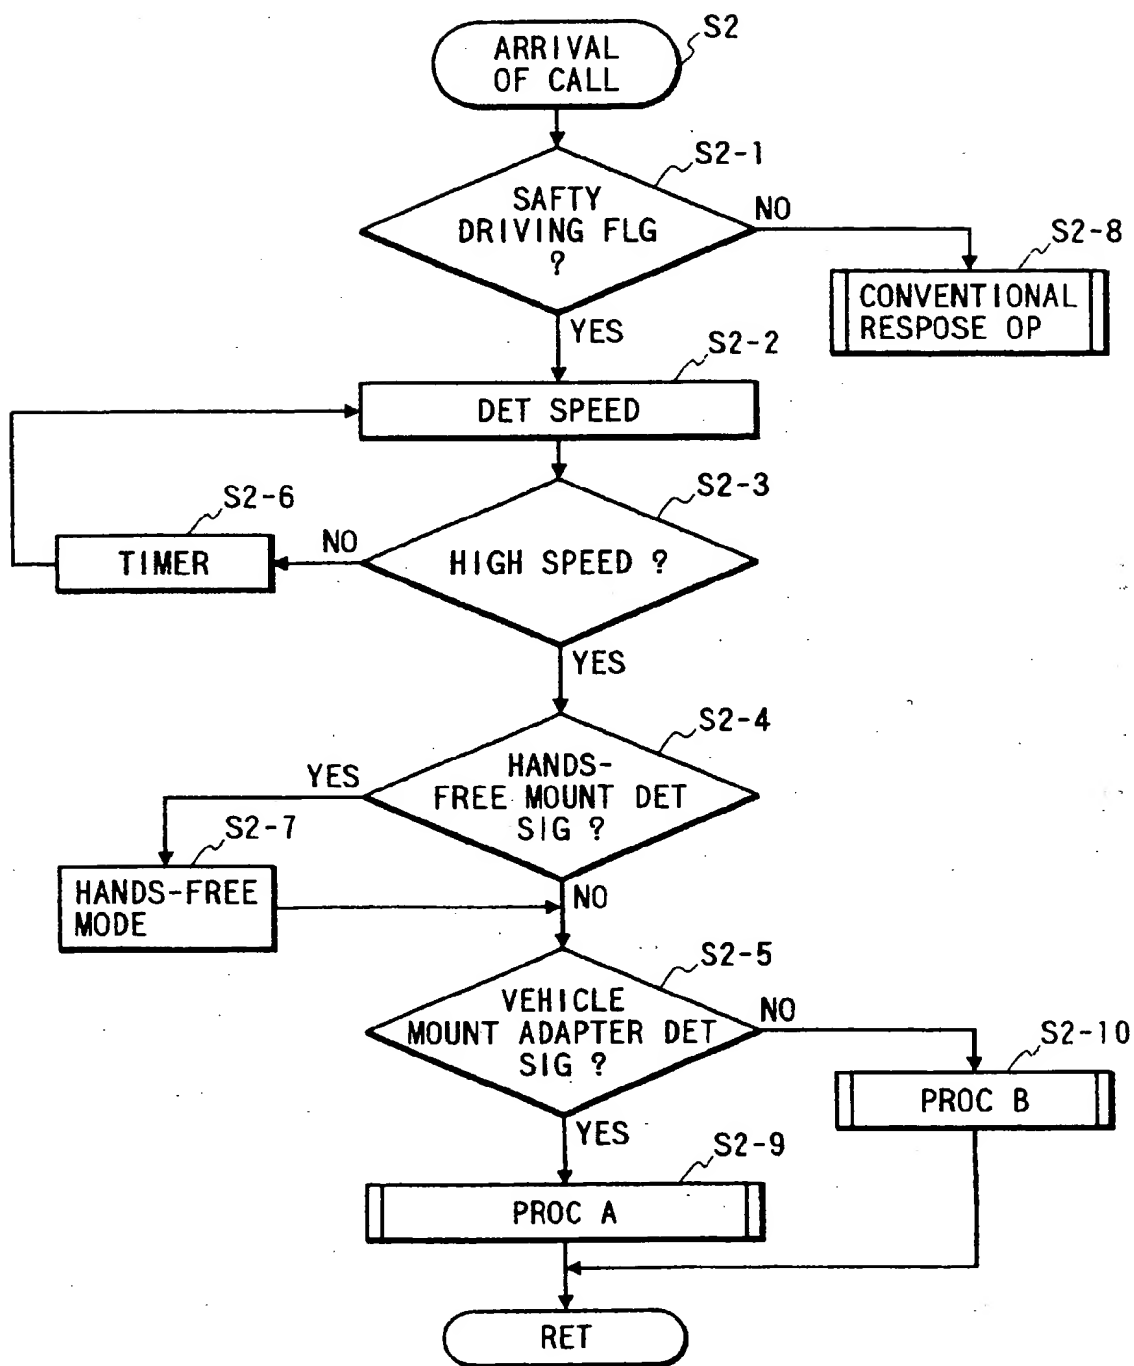 S2
ARRIVAL
OF CALL
S2-1
SAFTY
DRIVING FLG
?
NO
S2-8
CONVENTIONAL
RESPOSE OP
YES
S2-2
DET SPEED
S2-3
S2-6
HIGH SPEED ?
NO
TIMER
YES
S2-4
HANDS-
FREE MOUNT DET
SIG ?
YES
S2-7
HANDS-FREE
MODE
NO
S2-5
VEHICLE
MOUNT ADAPTER DET
SIG ?
NO
S2-10
PROC B
YES
S2-9
PROC A
RET